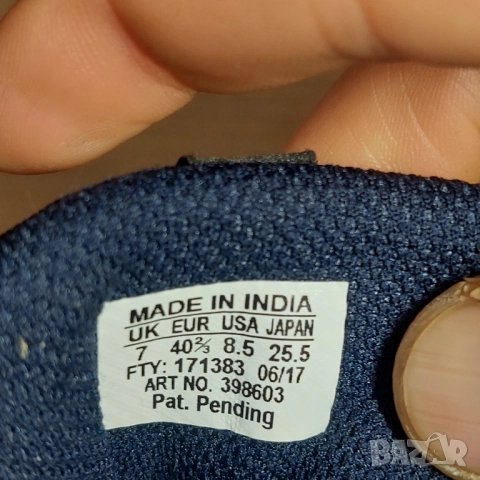 MADE IN INDIA
UK EUR USA JAPAN
7 40⅔ 8.5 25.5
FTY: 171383 06/17
ART NO. 398603
Pat. Pending
BAZAR